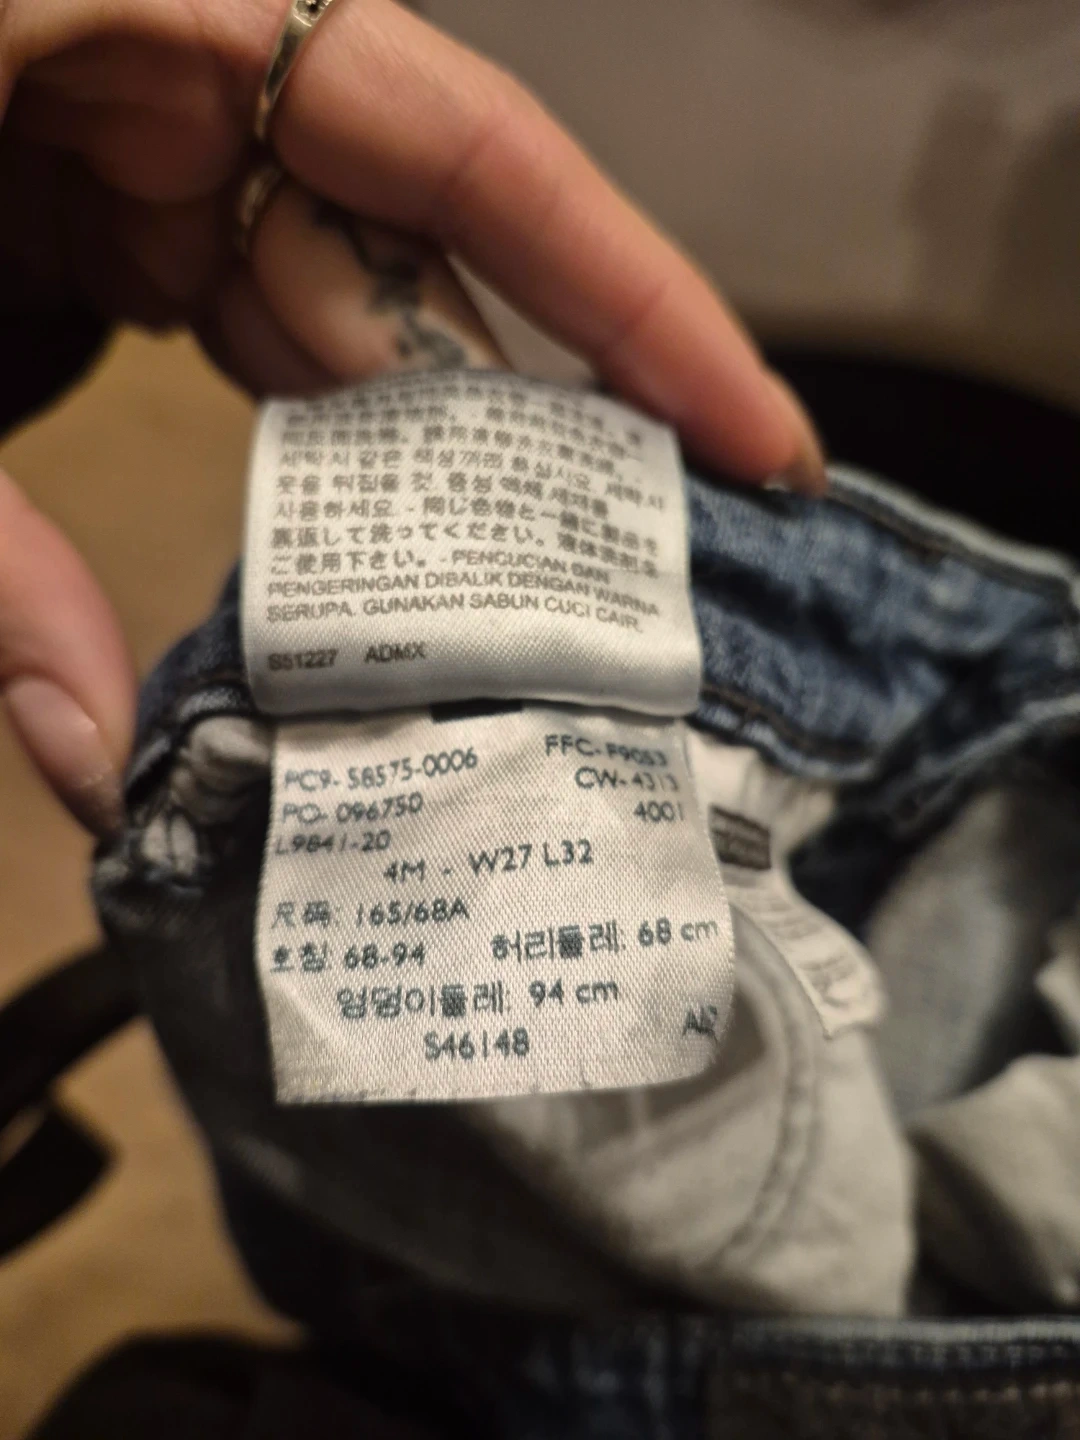 세탁시 같은 색상끼리 하십시오. 세탁시
옷을 뒤집을 것. 중성 액체 세제를
사용하세요. - 同じ色物と一緒に製品を
裏返して洗ってください。液体洗剤を
ご使用下さい。- PENCUCIAN DAN
PENGERINGAN DIBALIK DENGAN WARNA
SERUPA. GUNAKAN SABUN CUCI CAIR.
S51227 ADMX
PC9-58575-0006 FFC-F9053
PO-096750 CW-4313
L9841-20 4001
4M - W27 L32
尺码: 165/68A
호칭: 68-94 허리둘레: 68 cm
엉덩이둘레: 94 cm
S46148